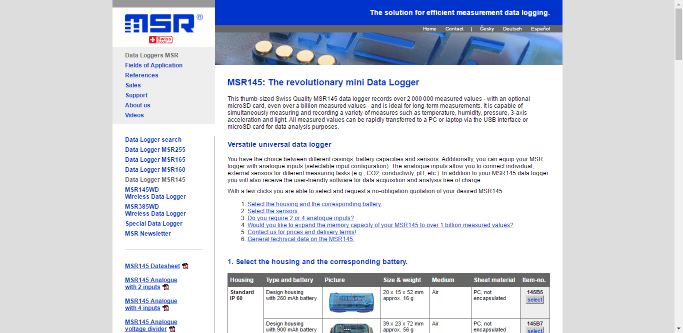 MSR®
Swiss made
The solution for efficient measurement data logging.
Home Contact | Česky Deutsch Español
Data Loggers MSR
Fields of Application
References
Sales
Support
About us
Videos
Data Logger search
Data Logger MSR255
Data Logger MSR165
Data Logger MSR160
Data Logger MSR145
MSR145WD
Wireless Data Logger
MSR385WD
Wireless Data Logger
Special Data Logger
MSR Newsletter
MSR145 Datasheet
MSR145 Analogue
with 2 inputs
MSR145 Analogue
with 4 inputs
MSR145 Analogue
voltage divider
MSR145: The revolutionary mini Data Logger
This thumb-sized Swiss Quality MSR145 data logger records over 2'000'000 measured values - with an optional
microSD card, even over a billion measured values - and is ideal for long-term measurements. It is capable of
simultaneously measuring and recording a variety of measures such as temperature, humidity, pressure, 3-axis
acceleration and light. All measured values can be rapidly transferred to a PC or laptop via the USB interface or
microSD card for data analysis purposes.
Versatile universal data logger
You have the choice between different casings, battery capacities and sensors. Additionally, you can equip your MSR
logger with analogue inputs (selectable input configuration). The analogue inputs allow you to connect individual,
external sensors for different measuring tasks (e.g., CO2, conductivity, pH, etc.). In addition to your MSR145 data logger
you will also receive the user-friendly software for data acquisition and analysis free of charge.
With a few clicks you are able to select and request a no-obligation quotation of your desired MSR145:
1. Select the housing and the corresponding battery.
2. Select the sensors.
3. Do you require 2 or 4 analogue inputs?
4. Would you like to expand the memory capacity of your MSR145 to over 1 billion measurement values?
5. Contact us for prices and delivery terms!
6. General technical data on the MSR145.
1. Select the housing and the corresponding battery.
Housing Type and battery Picture Size & weight Medium Sheat material Item-no.
Standard IP 60 Design housing with 260 mAh battery 20 x 15 x 52 mm approx. 16 g Air PC, not encapsulated 145B5 select
Design housing with 900 mAh battery 39 x 23 x 72 mm approx. 56 g Air PC, not encapsulated 145B7 select